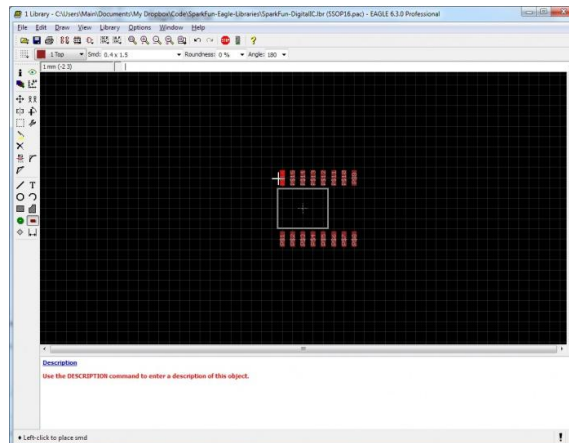 1 Library - C:\Users\Main\Documents\My Dropbox\Code\SparkFun-Eagle-Libraries\SparkFun-DigitalIC.lbr (SSOP16.pac) - EAGLE 6.3.0 Professional
File Edit Draw View Library Options Window Help
1 Top Smd: 0.4 x 1.5 Roundness: 0 % Angle: 180
1 mm (-2 3)
Description
Use the DESCRIPTION command to enter a description of this object.
Left-click to place smd